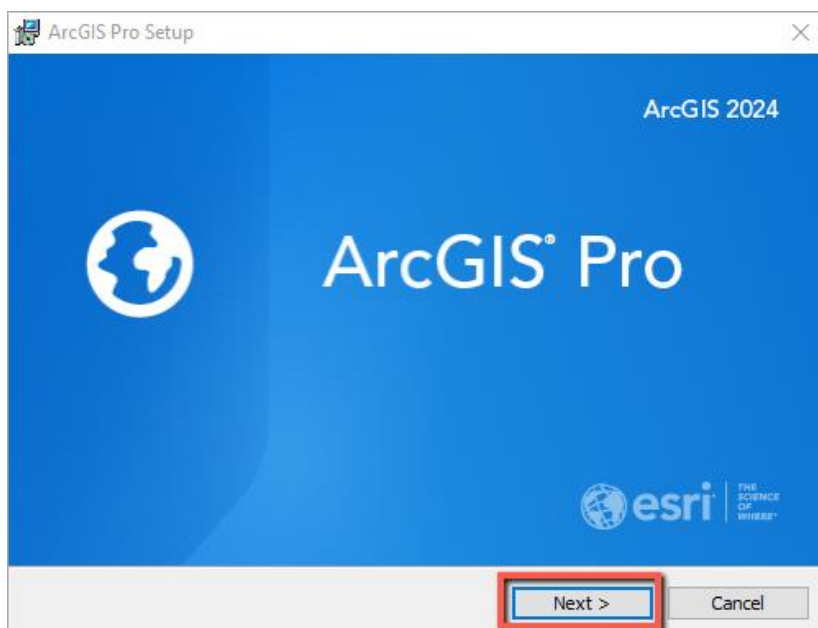 ArcGIS Pro Setup
ArcGIS 2024
ArcGIS® Pro
esri
THE
SCIENCE
OF
WHERE®
Next >
Cancel